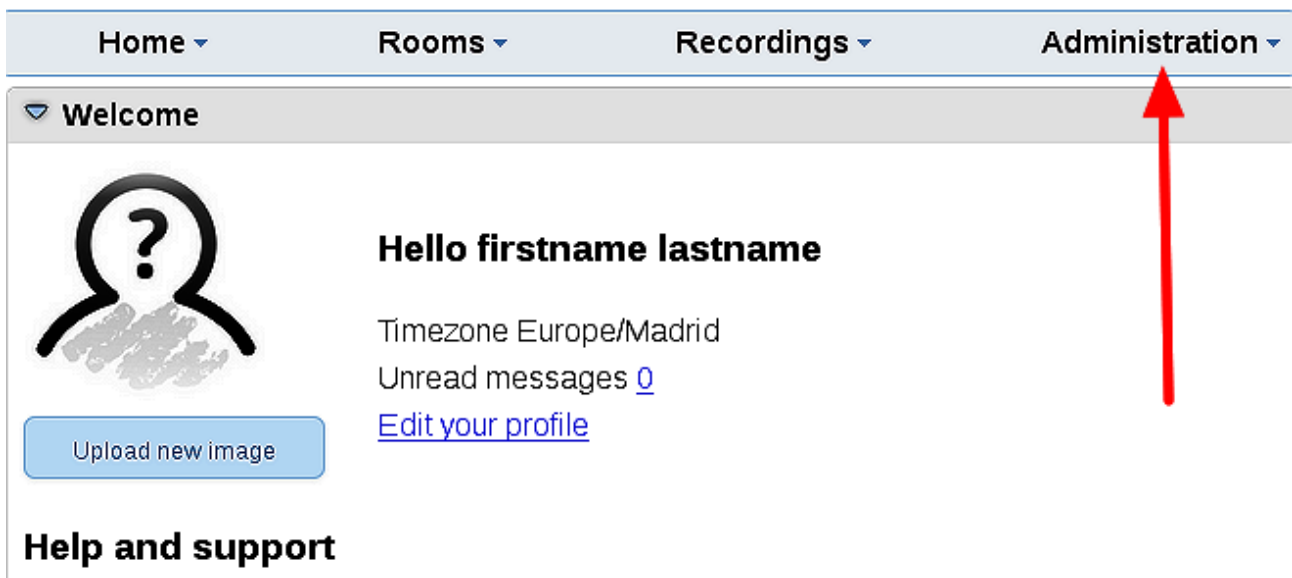 Home Rooms Recordings Administration
Welcome
?
Hello firstname lastname
Timezone Europe/Madrid
Unread messages 0
Edit your profile
Upload new image
Help and support